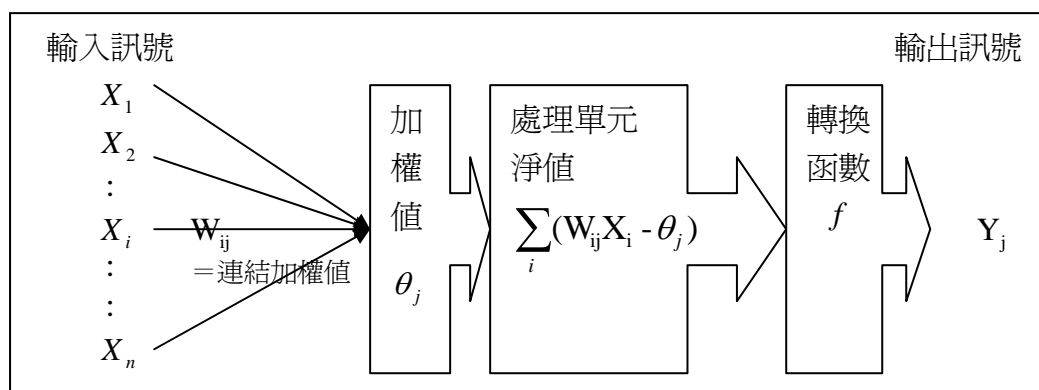 輸入訊號
X1
X2
:
Xi
:
:
Xn
Wij
＝連結加權值
加
權
值
θj
處理單元
淨值
∑i(WijXi - θj)
轉換
函數
f
輸出訊號
Yj